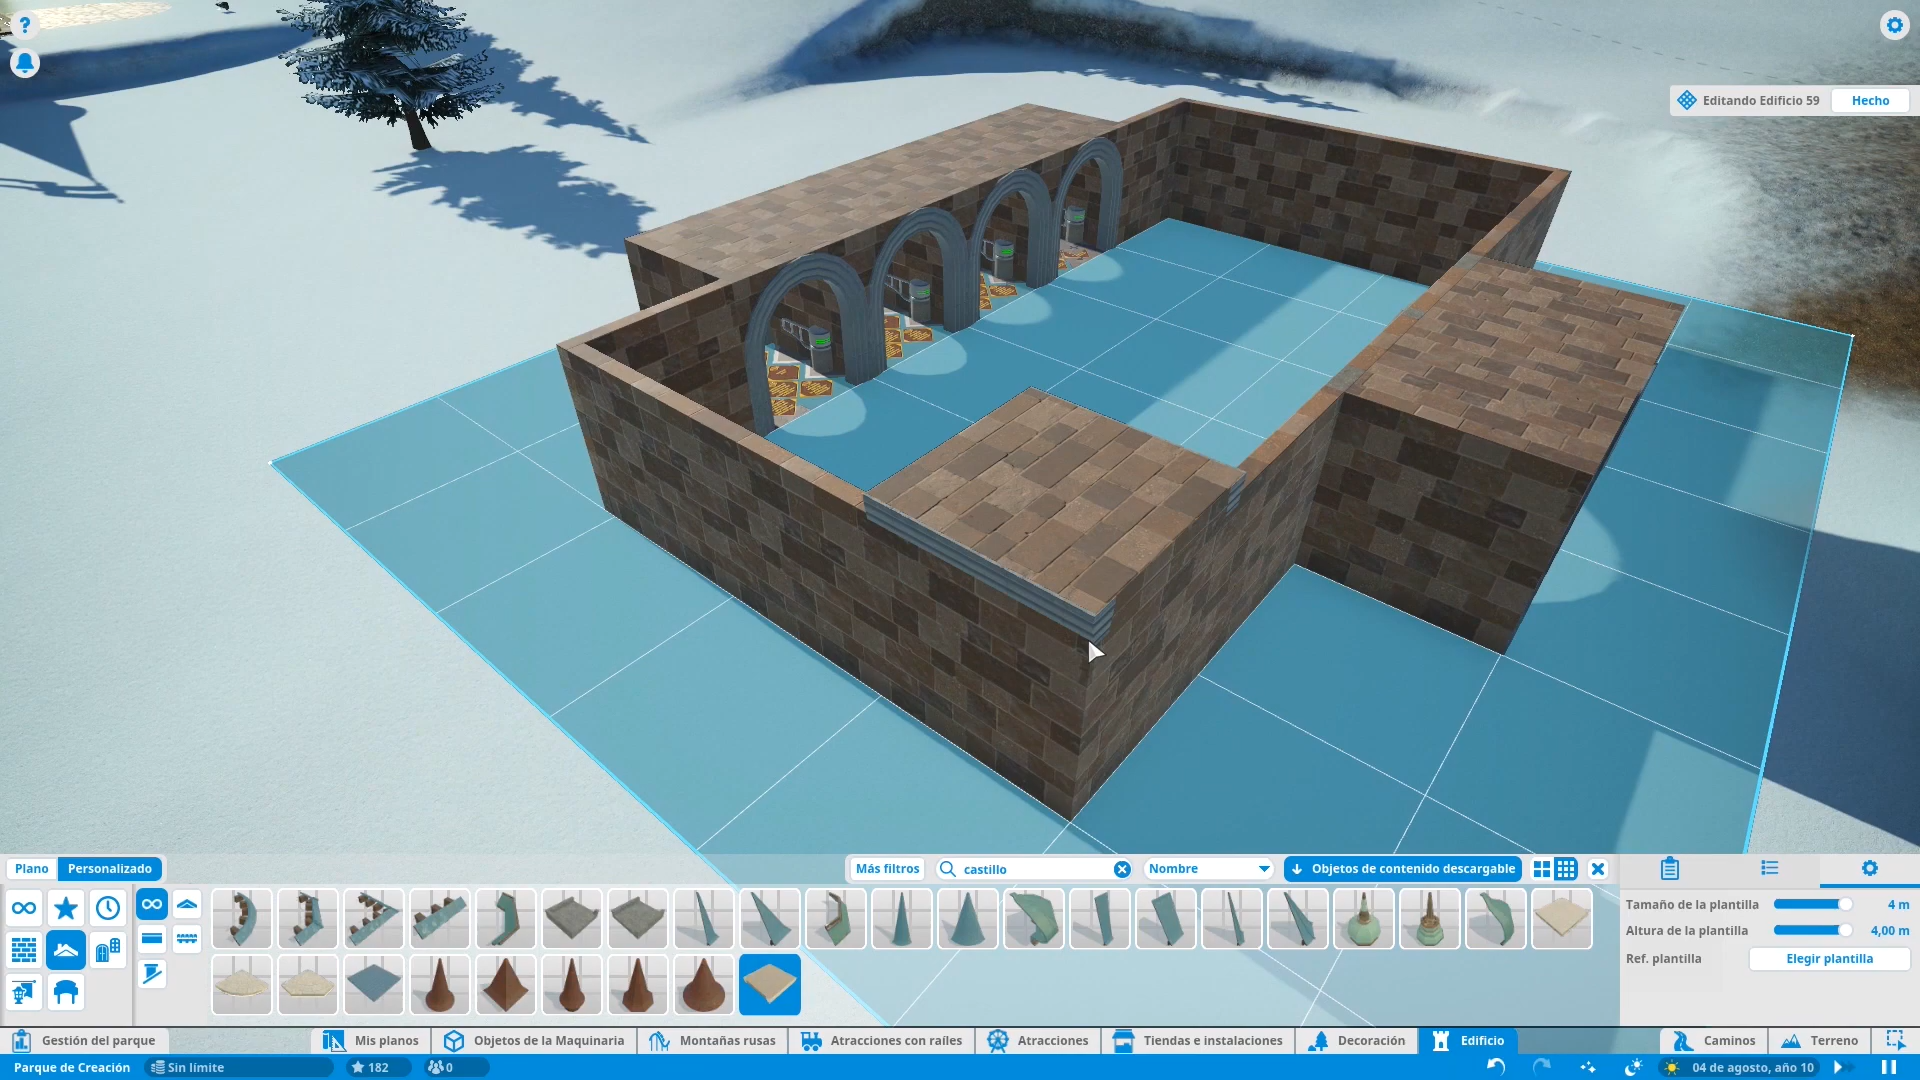 ?
Editando Edificio 59
Hecho
Plano
Personalizado
Más filtros
castillo
Nombre
Objetos de contenido descargable
Tamaño de la plantilla
4 m
Altura de la plantilla
4,00 m
Ref. plantilla
Elegir plantilla
Gestión del parque
Mis planos
Objetos de la Maquinaria
Montañas rusas
Atracciones con raíles
Atracciones
Tiendas e instalaciones
Decoración
Edificio
Caminos
Terreno
Parque de Creación
Sin límite
182
0
04 de agosto, año 10